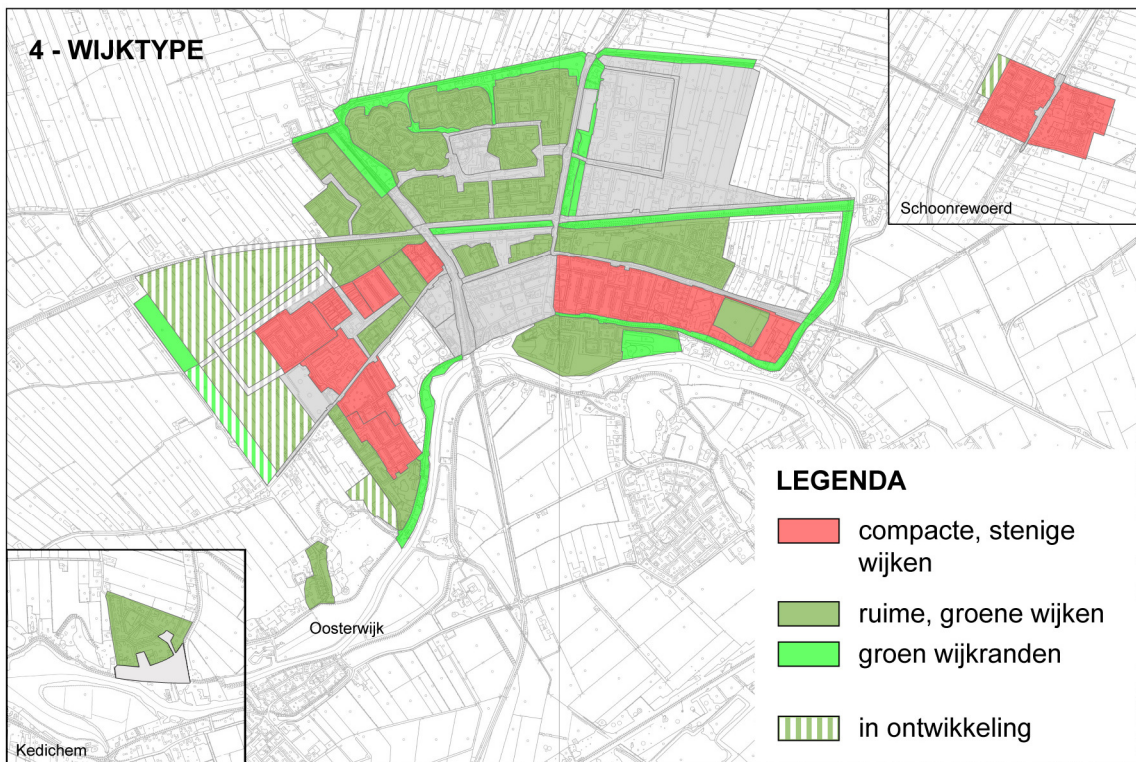 4 - WIJKTYPE
Schoonrewoerd
Oosterwijk
Kedichem
LEGENDA
compacte, stenige
wijken
ruime, groene wijken
groen wijkranden
in ontwikkeling